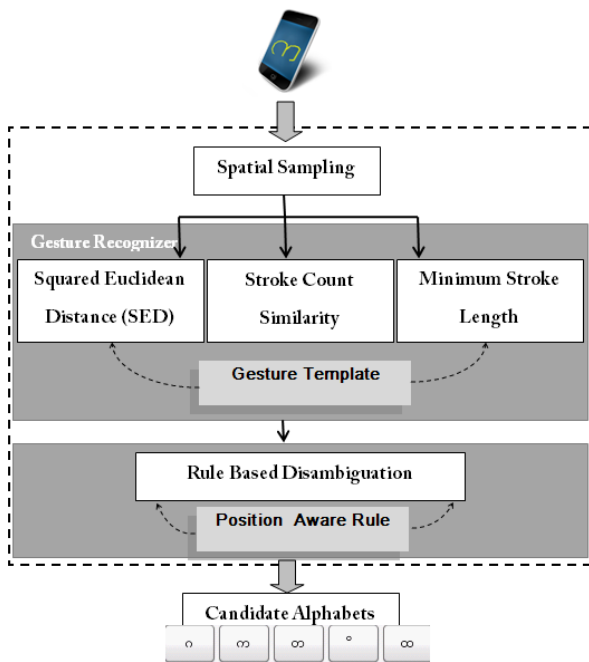 Spatial Sampling
Gesture Recognizer
Squared Euclidean
Distance (SED)
Stroke Count
Similarity
Minimum Stroke
Length
Gesture Template
Rule Based Disambiguation
Position Aware Rule
Candidate Alphabets